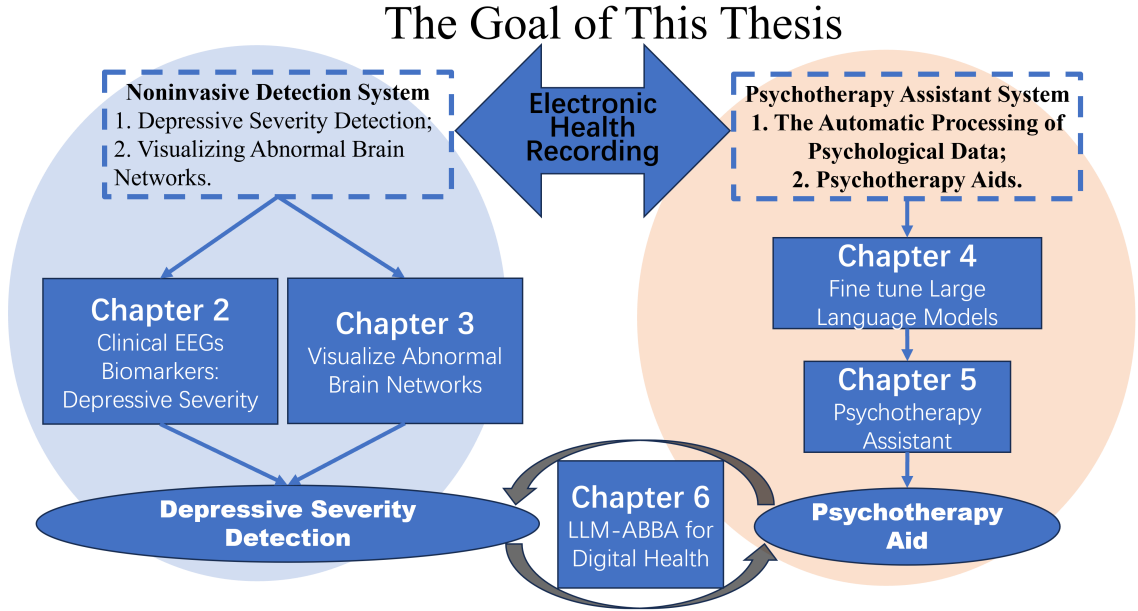 The Goal of This Thesis
Noninvasive Detection System
1. Depressive Severity Detection;
2. Visualizing Abnormal Brain
Networks.
Electronic
Health
Recording
Psychotherapy Assistant System
1. The Automatic Processing of
Psychological Data;
2. Psychotherapy Aids.
Chapter 2
Clinical EEGs
Biomarkers:
Depressive Severity
Chapter 3
Visualize Abnormal
Brain Networks
Chapter 4
Fine tune Large
Language Models
Chapter 5
Psychotherapy
Assistant
Depressive Severity
Detection
Chapter 6
LLM-ABBA for
Digital Health
Psychotherapy
Aid